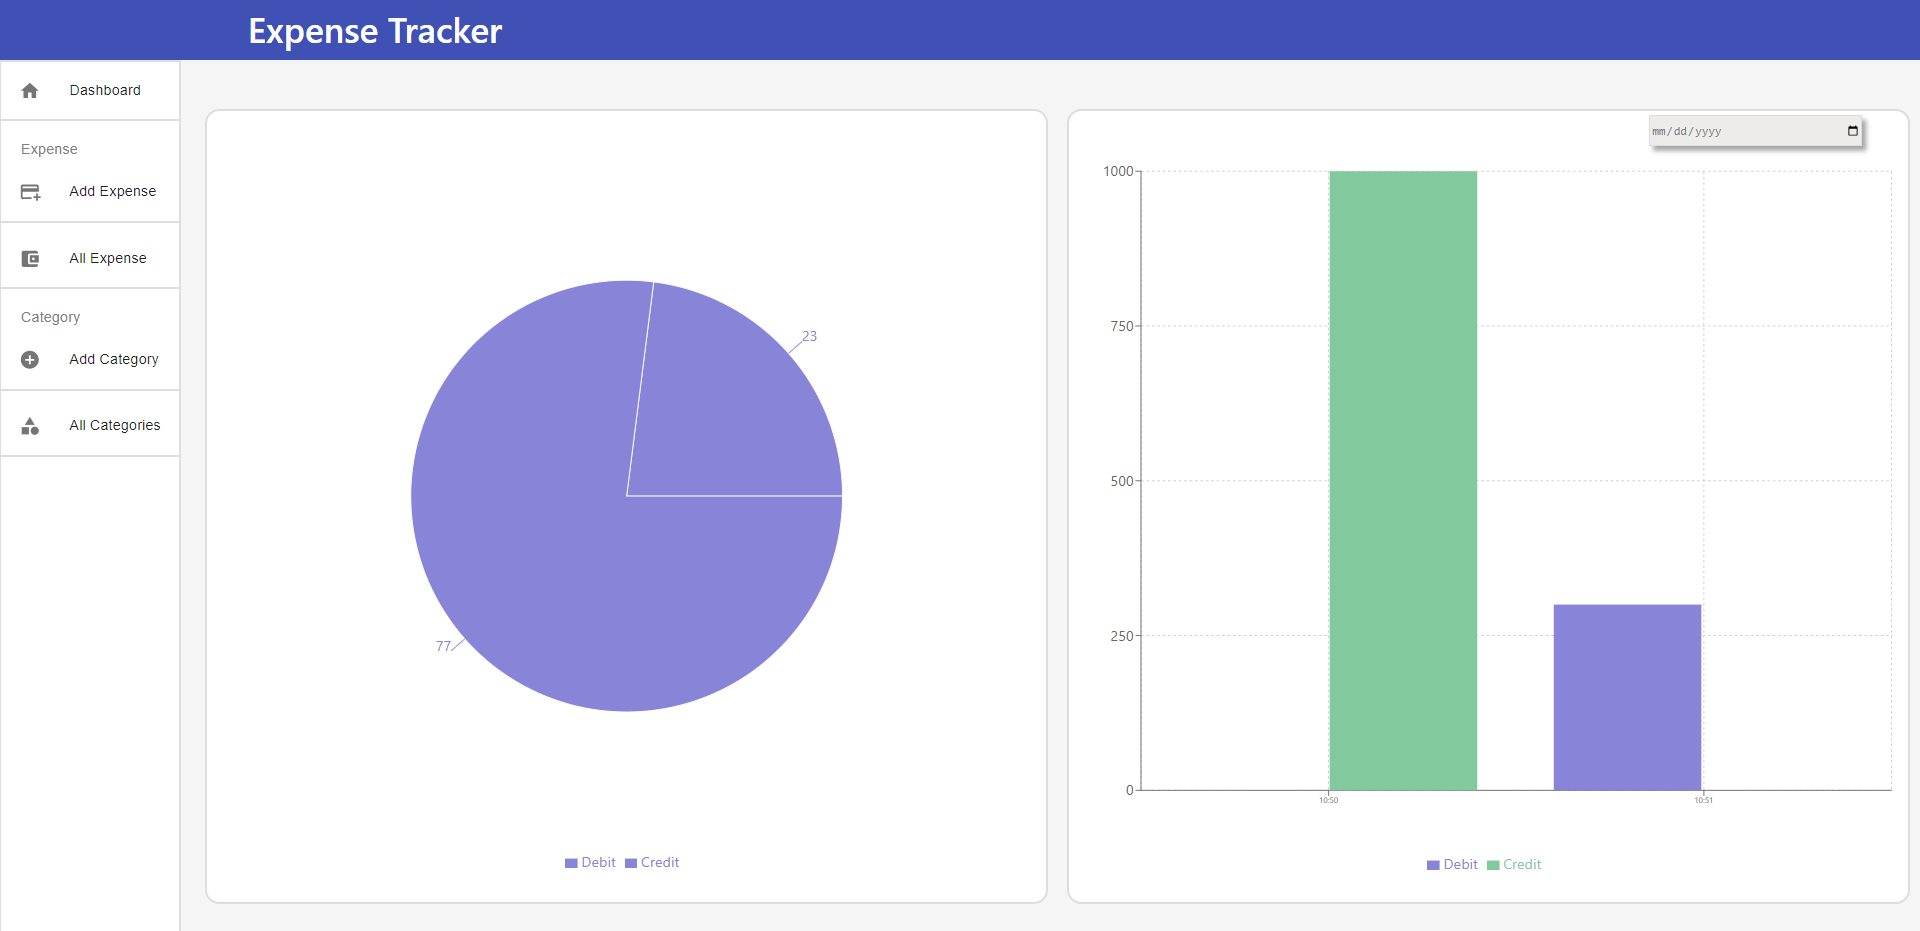 Expense Tracker
Dashboard
Expense
Add Expense
All Expense
Category
Add Category
All Categories
23
77
Debit Credit
mm/dd/yyyy
1000
750
500
250
0
10:50 10:51
Debit Credit